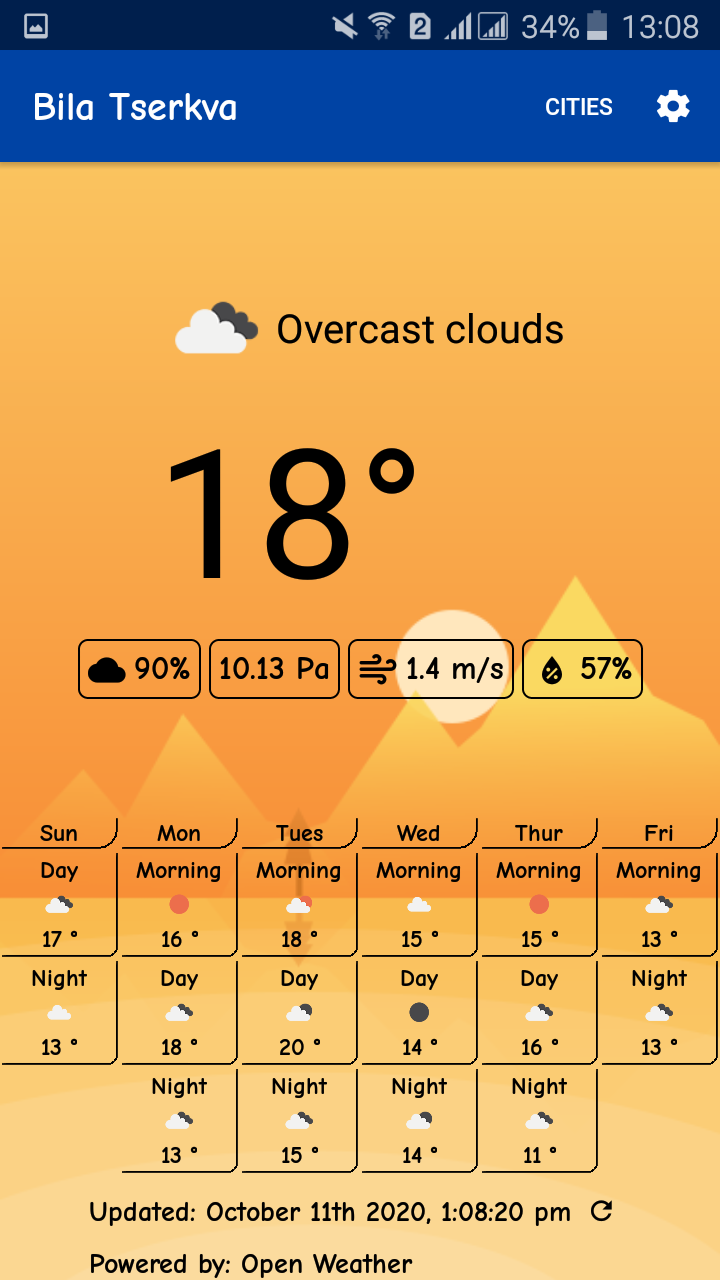 2 34% 13:08
Bila Tserkva CITIES
Overcast clouds
18°
90% 10.13 Pa 1.4 m/s 57%
Sun Mon Tues Wed Thur Fri
Day Morning Morning Morning Morning Morning
17 ° 16 ° 18 ° 15 ° 15 ° 13 °
Night Day Day Day Day Night
13 ° 18 ° 20 ° 14 ° 16 ° 13 °
Night Night Night Night
13 ° 15 ° 14 ° 11 °
Updated: October 11th 2020, 1:08:20 pm
Powered by: Open Weather